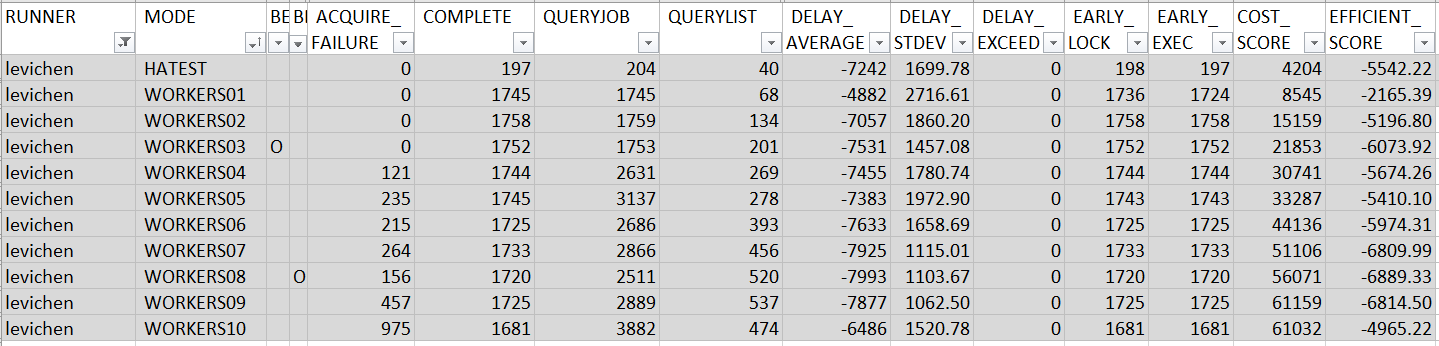 RUNNER MODE BE BI ACQUIRE_ COMPLETE QUERYJOB QUERYLIST DELAY_ DELAY_ DELAY_ EARLY_ EARLY_ COST_ EFFICIENT_
FAILURE AVERAGE STDEV EXCEED LOCK EXEC SCORE SCORE
levichen HATEST 0 197 204 40 -7242 1699.78 0 198 197 4204 -5542.22
levichen WORKERS01 0 1745 1745 68 -4882 2716.61 0 1736 1724 8545 -2165.39
levichen WORKERS02 0 1758 1759 134 -7057 1860.20 0 1758 1758 15159 -5196.80
levichen WORKERS03 O 0 1752 1753 201 -7531 1457.08 0 1752 1752 21853 -6073.92
levichen WORKERS04 121 1744 2631 269 -7455 1780.74 0 1744 1744 30741 -5674.26
levichen WORKERS05 235 1745 3137 278 -7383 1972.90 0 1743 1743 33287 -5410.10
levichen WORKERS06 215 1725 2686 393 -7633 1658.69 0 1725 1725 44136 -5974.31
levichen WORKERS07 264 1733 2866 456 -7925 1115.01 0 1733 1733 51106 -6809.99
levichen WORKERS08 O 156 1720 2511 520 -7993 1103.67 0 1720 1720 56071 -6889.33
levichen WORKERS09 457 1725 2889 537 -7877 1062.50 0 1725 1725 61159 -6814.50
levichen WORKERS10 975 1681 3882 474 -6486 1520.78 0 1681 1681 61032 -4965.22